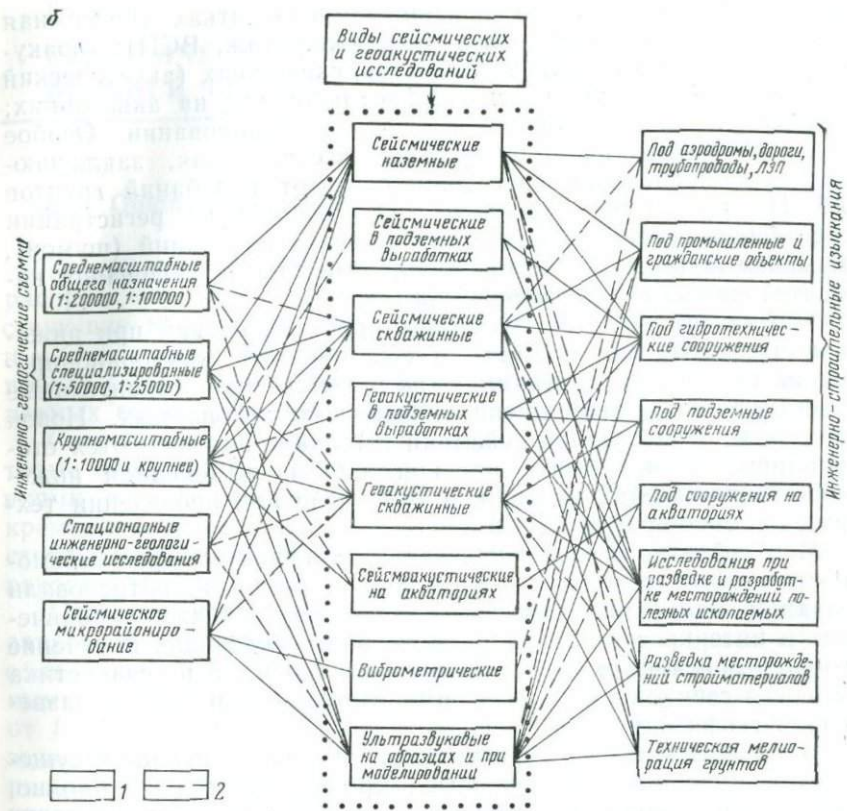 б
Виды сейсмических
и геоакустических
исследований
Инженерно-геологические съемки
Среднемасштабные
общего назначения
(1:200000, 1:100000)
Среднемасштабные
специализированные
(1:50000, 1:25000)
Крупномасштабные
(1:10000 и крупнее)
Стационарные
инженерно-геологи-
ческие исследования
Сейсмическое
микрорайониро-
вание
Сейсмические
наземные
Сейсмические
в подземных
выработках
Сейсмические
скважинные
Геоакустические
в подземных
выработках
Геоакустические
скважинные
Сейсмоакустические
на акваториях
Виброметрические
Ультразвуковые
на образцах и при
моделировании
Под аэродромы, дороги,
трубопроводы, ЛЭП
Под промышленные и
гражданские объекты
Под гидротехничес-
кие сооружения
Под подземные
сооружения
Под сооружения на
акваториях
Исследования при
разведке и разработ-
ке месторождений по-
лезных ископаемых
Разведка месторожде-
ний стройматериалов
Техническая мелио-
рация грунтов
Инженерно-строительные изыскания
1
2